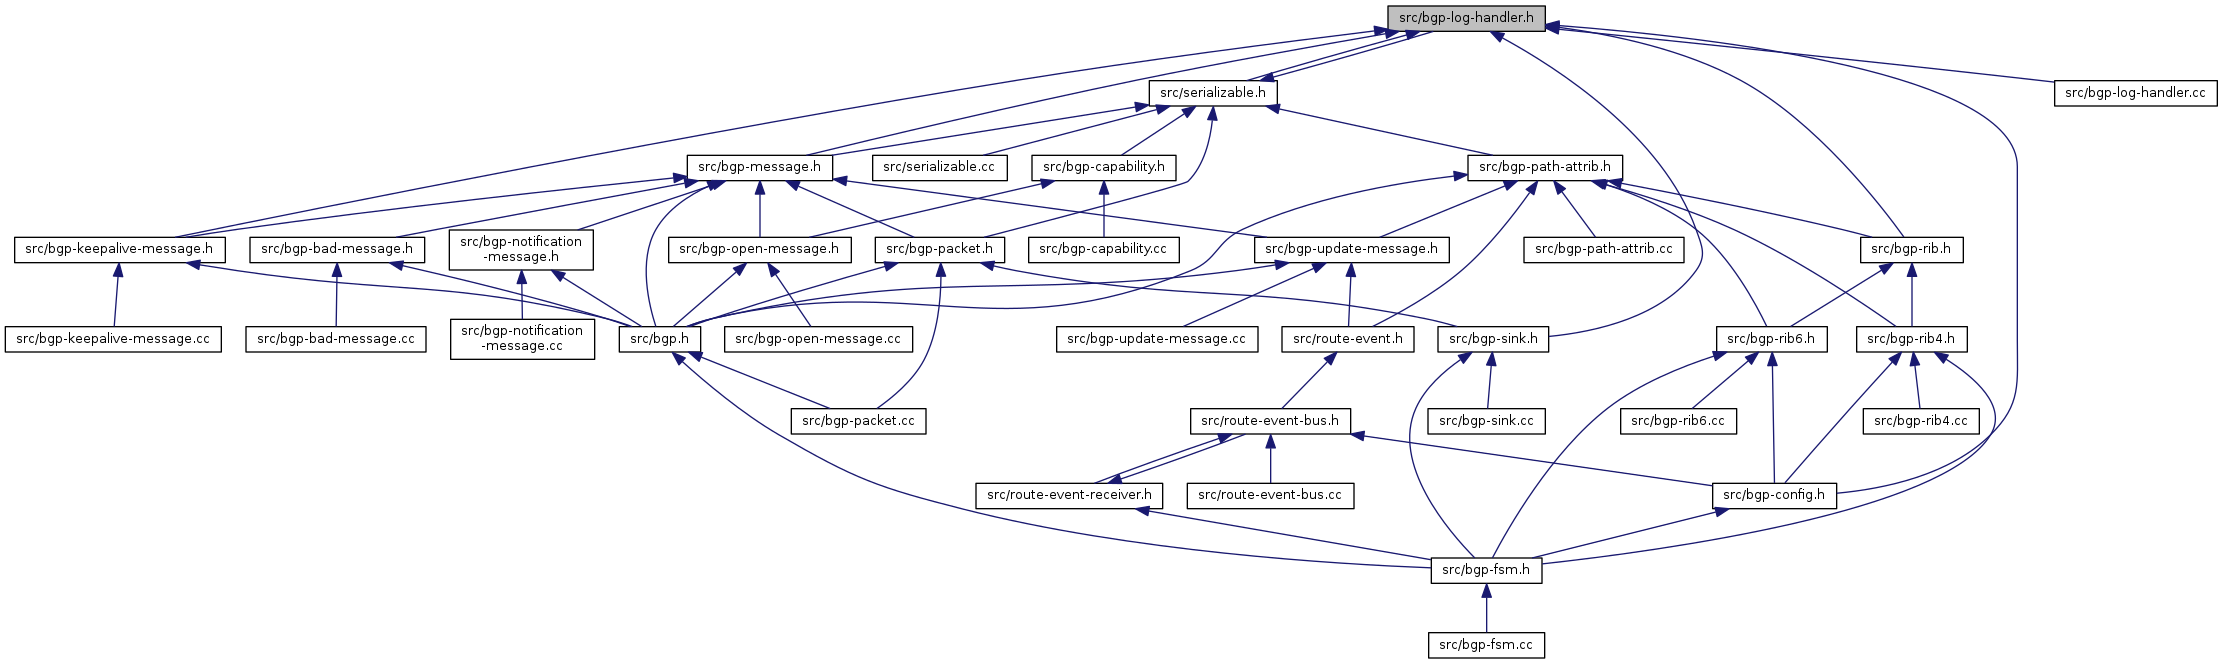 src/bgp-log-handler.h
src/serializable.h
src/bgp-log-handler.cc
src/bgp-message.h
src/serializable.cc
src/bgp-capability.h
src/bgp-path-attrib.h
src/bgp-keepalive-message.h
src/bgp-bad-message.h
src/bgp-notification
-message.h
src/bgp-open-message.h
src/bgp-packet.h
src/bgp-capability.cc
src/bgp-update-message.h
src/bgp-path-attrib.cc
src/bgp-rib.h
src/bgp-keepalive-message.cc
src/bgp-bad-message.cc
src/bgp-notification
-message.cc
src/bgp.h
src/bgp-open-message.cc
src/bgp-update-message.cc
src/route-event.h
src/bgp-sink.h
src/bgp-rib6.h
src/bgp-rib4.h
src/bgp-packet.cc
src/route-event-bus.h
src/bgp-sink.cc
src/bgp-rib6.cc
src/bgp-rib4.cc
src/route-event-receiver.h
src/route-event-bus.cc
src/bgp-config.h
src/bgp-fsm.h
src/bgp-fsm.cc